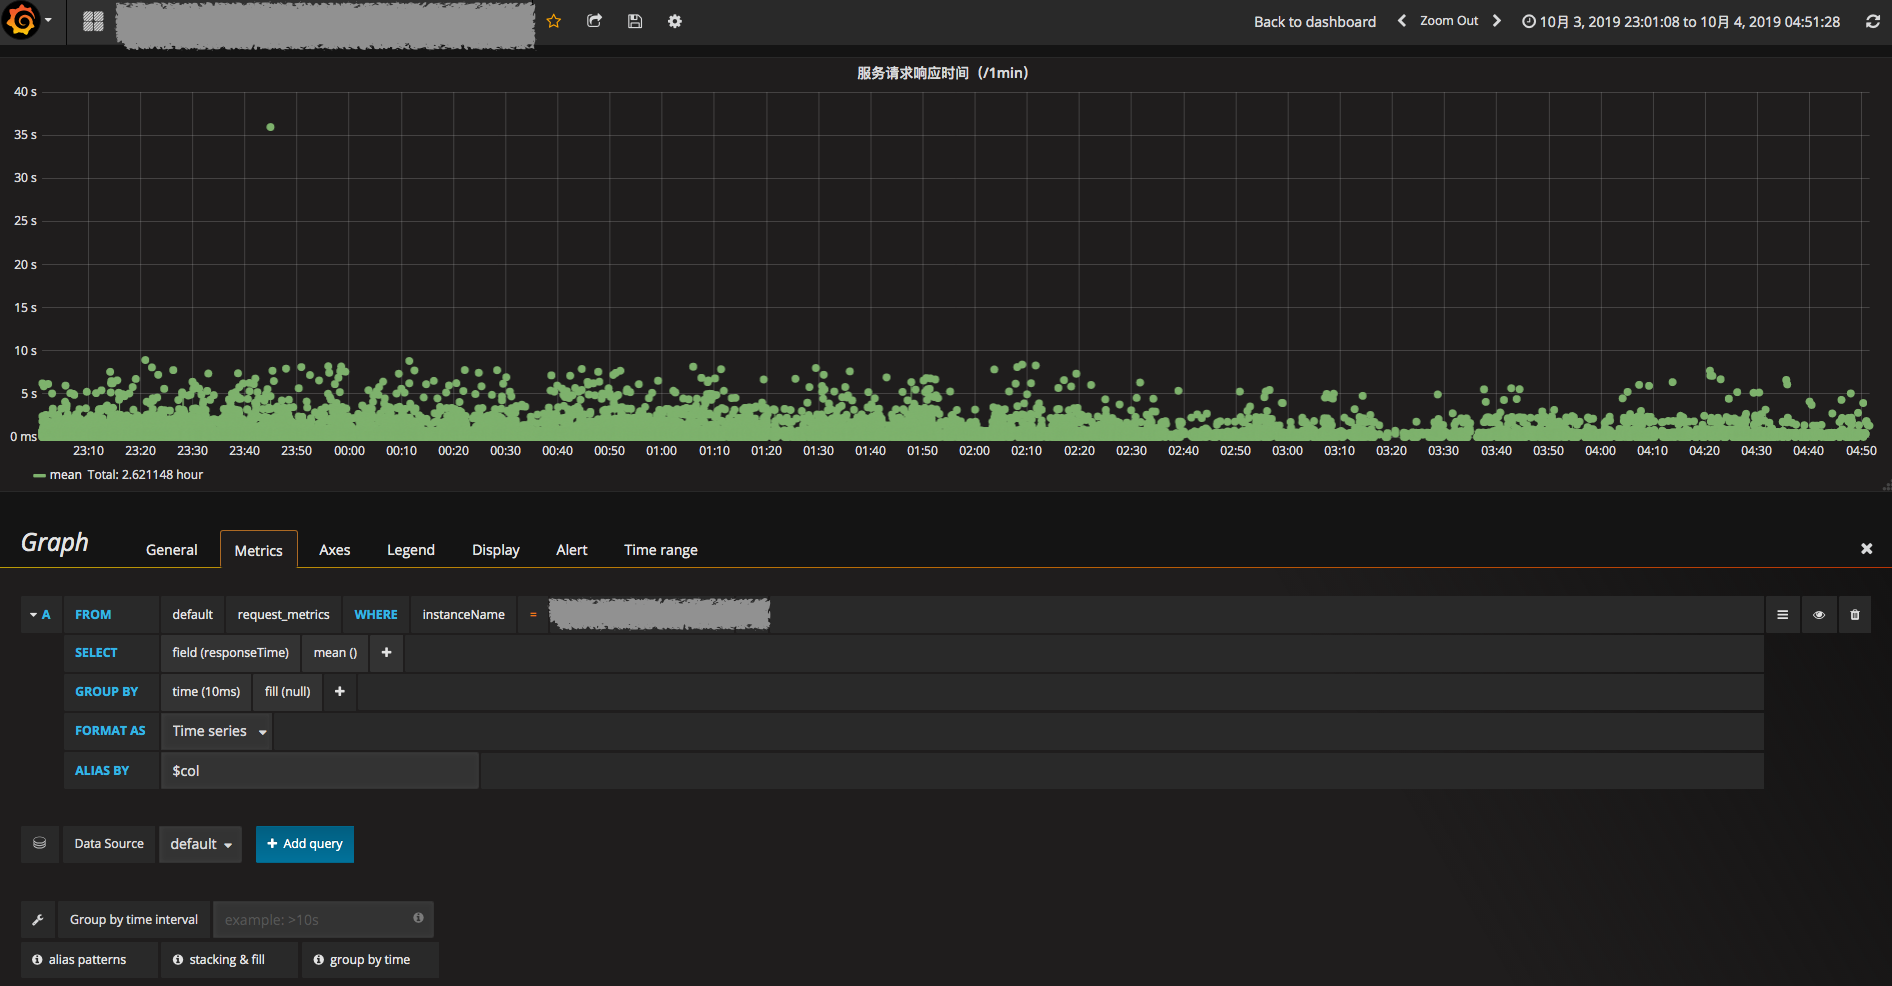 Back to dashboard Zoom Out 10月 3, 2019 23:01:08 to 10月 4, 2019 04:51:28
服务请求响应时间（/1min）
40 s
35 s
30 s
25 s
20 s
15 s
10 s
5 s
0 ms
23:10 23:20 23:30 23:40 23:50 00:00 00:10 00:20 00:30 00:40 00:50 01:00 01:10 01:20 01:30 01:40 01:50 02:00 02:10 02:20 02:30 02:40 02:50 03:00 03:10 03:20 03:30 03:40 03:50 04:00 04:10 04:20 04:30 04:40 04:50
mean Total: 2.621148 hour
Graph General Metrics Axes Legend Display Alert Time range
A FROM default request_metrics WHERE instanceName =
SELECT field (responseTime) mean () +
GROUP BY time (10ms) fill (null) +
FORMAT AS Time series
ALIAS BY $col
Data Source default + Add query
Group by time interval example: >10s
alias patterns stacking & fill group by time